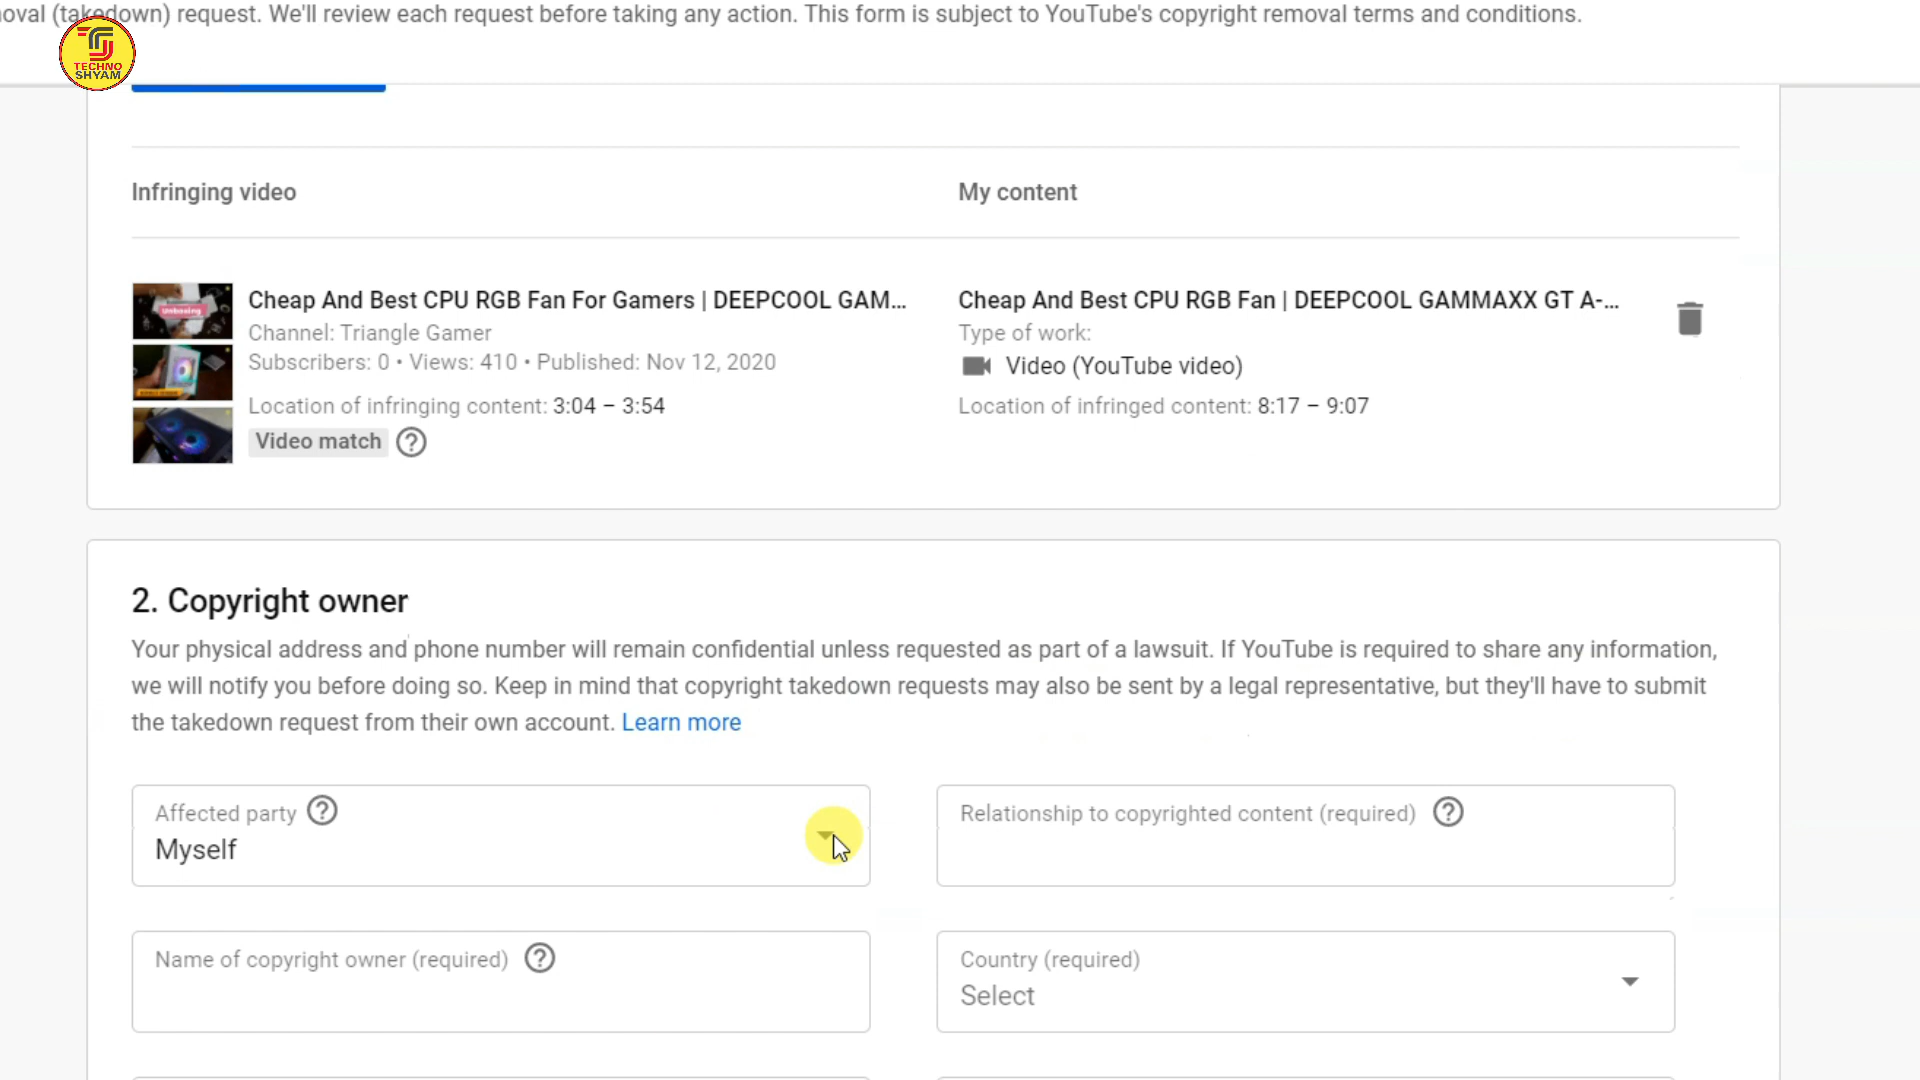 oval (takedown) request. We'll review each request before taking any action. This form is subject to YouTube's copyright removal terms and conditions.
TECHNO
SHYAM
Infringing video
My content
Unboxing
Cheap And Best CPU RGB Fan For Gamers | DEEPCOOL GAM...
Channel: Triangle Gamer
Subscribers: 0 • Views: 410 • Published: Nov 12, 2020
Location of infringing content: 3:04 – 3:54
Video match
Cheap And Best CPU RGB Fan | DEEPCOOL GAMMAXX GT A-...
Type of work:
Video (YouTube video)
Location of infringed content: 8:17 – 9:07
2. Copyright owner
Your physical address and phone number will remain confidential unless requested as part of a lawsuit. If YouTube is required to share any information,
we will notify you before doing so. Keep in mind that copyright takedown requests may also be sent by a legal representative, but they'll have to submit
the takedown request from their own account. Learn more
Affected party
Myself
Relationship to copyrighted content (required)
Name of copyright owner (required)
Country (required)
Select